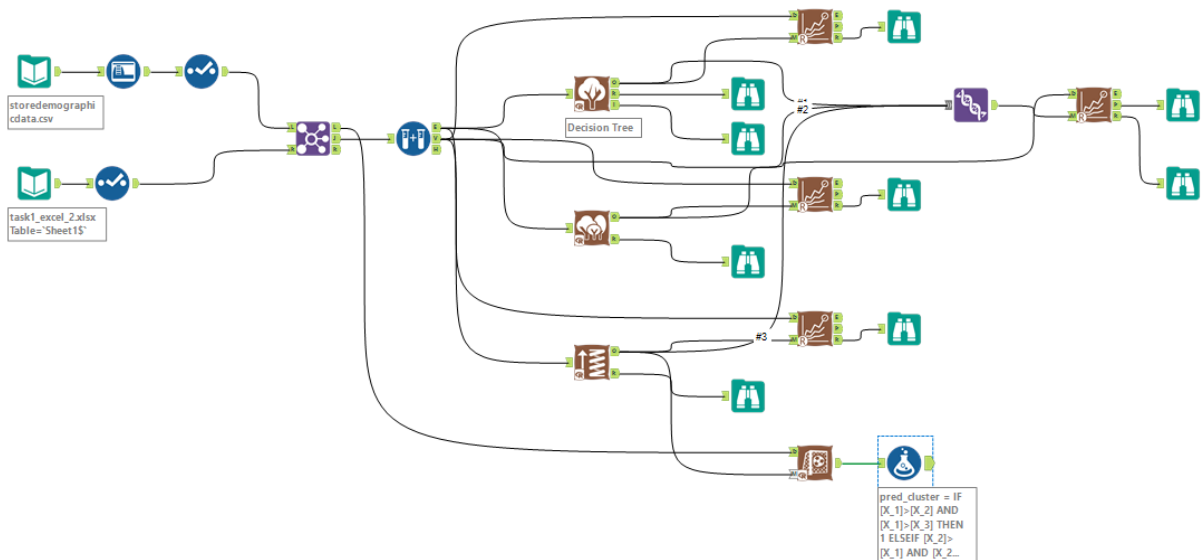 storedemographi
cdata.csv
task1_excel_2.xlsx
Table=`Sheet1$`
Decision Tree
#2
#3
pred_cluster = IF
[X_1]>[X_2] AND
[X_1]>[X_3] THEN
1 ELSEIF [X_2]>
[X_1] AND [X_2...